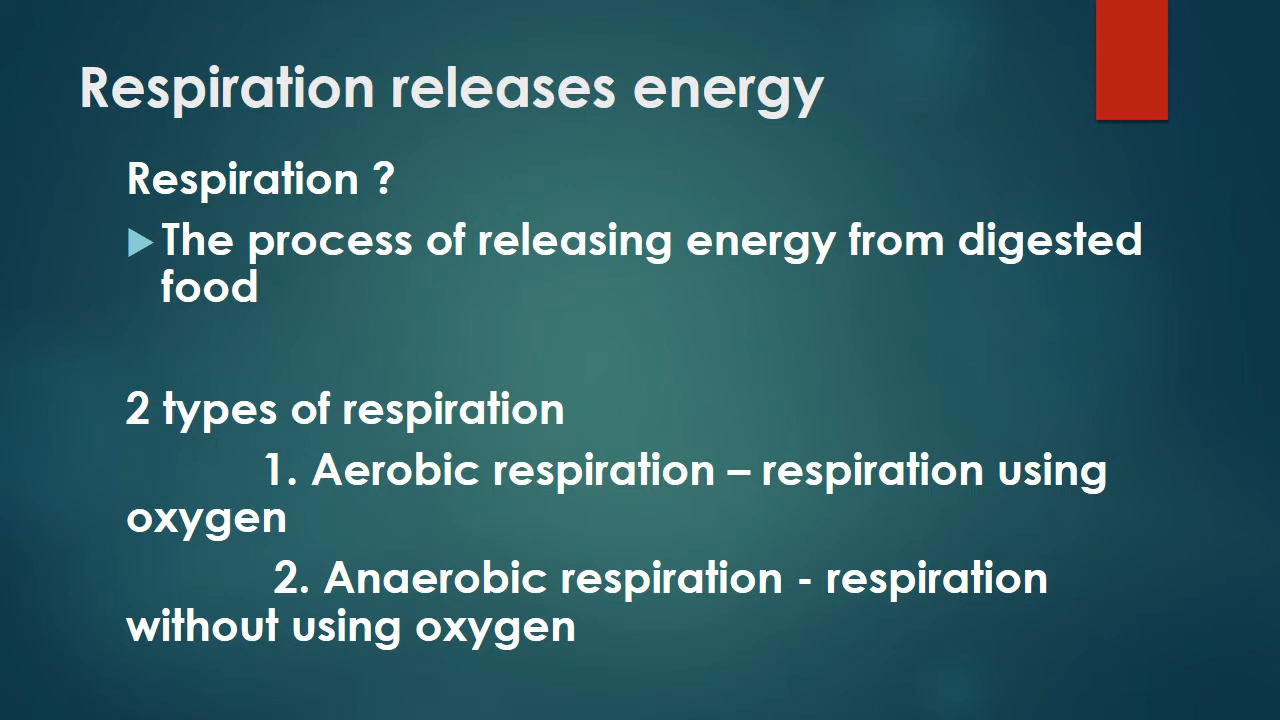 Respiration releases energy
Respiration ?
The process of releasing energy from digested
food
2 types of respiration
1. Aerobic respiration – respiration using
oxygen
2. Anaerobic respiration - respiration
without using oxygen